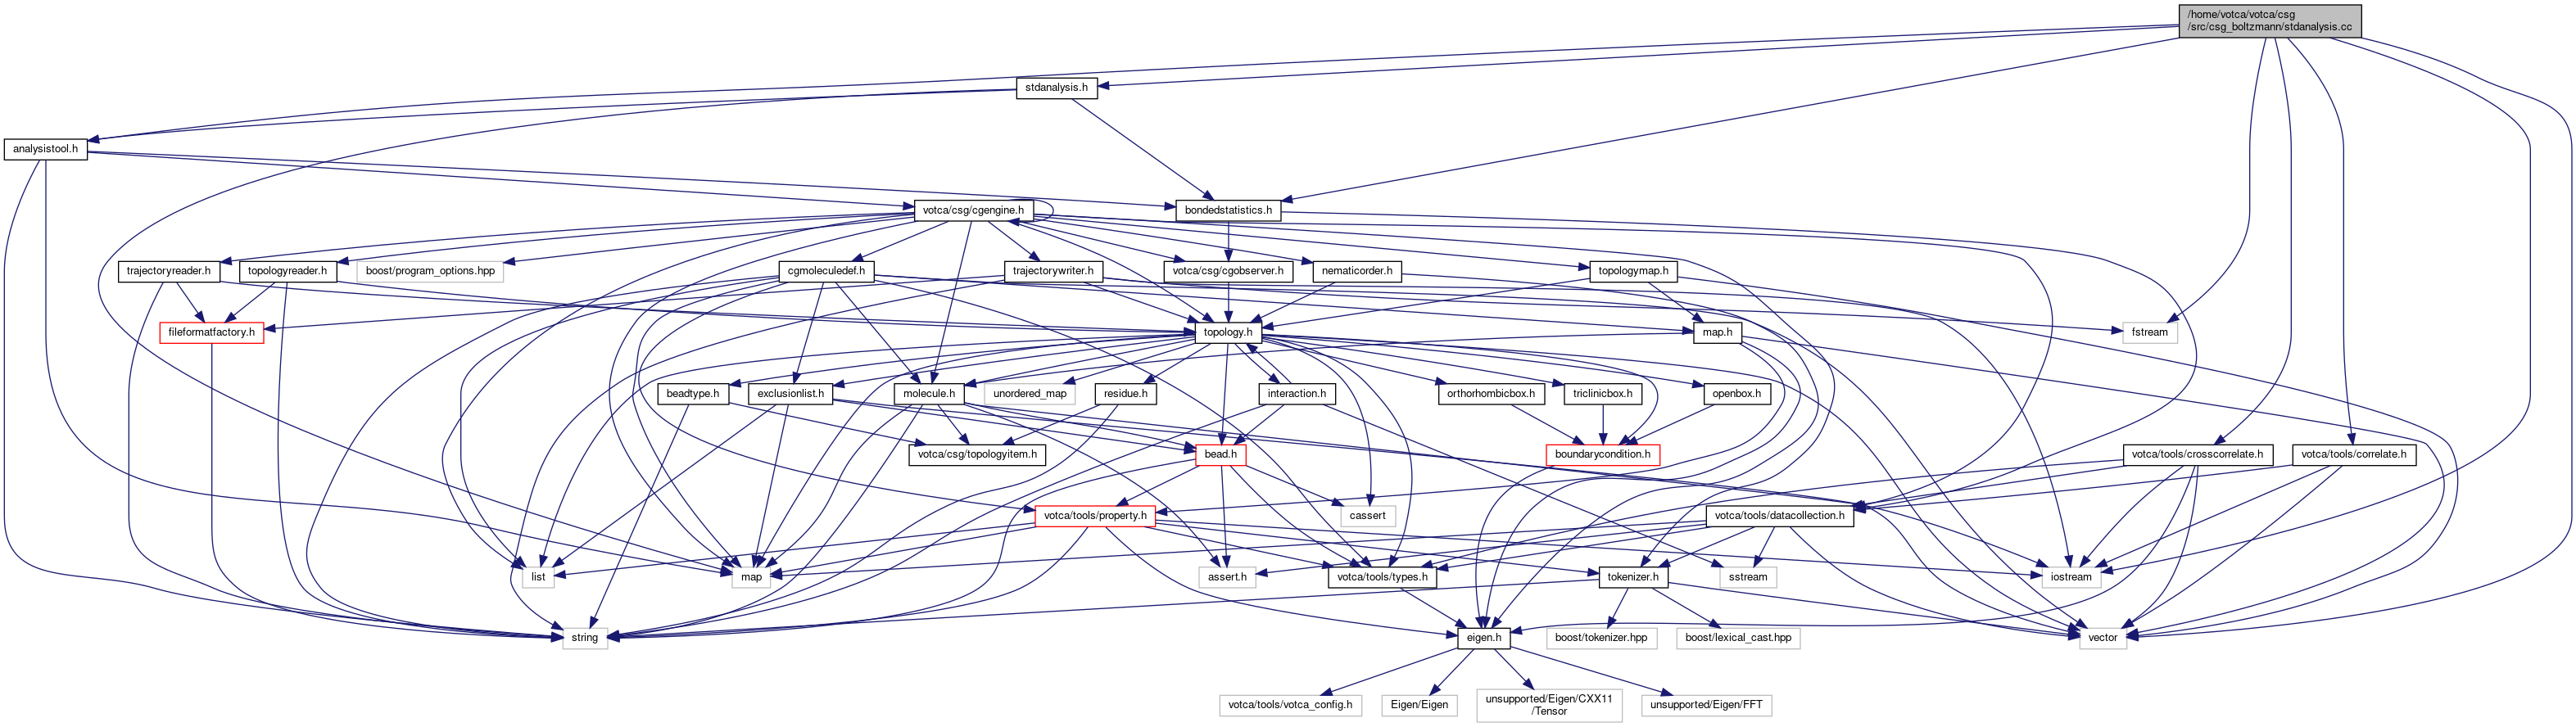 /home/votca/votca/csg
/src/csg_boltzmann/stdanalysis.cc
stdanalysis.h
analysistool.h
votca/csg/cgengine.h
bondedstatistics.h
trajectoryreader.h
topologyreader.h
boost/program_options.hpp
cgmoleculedef.h
trajectorywriter.h
votca/csg/cgobserver.h
nematicorder.h
topologymap.h
fileformatfactory.h
topology.h
map.h
fstream
beadtype.h
exclusionlist.h
molecule.h
unordered_map
residue.h
interaction.h
orthorhombicbox.h
triclinicbox.h
openbox.h
votca/csg/topologyitem.h
bead.h
boundarycondition.h
votca/tools/crosscorrelate.h
votca/tools/correlate.h
votca/tools/property.h
cassert
votca/tools/datacollection.h
list
map
assert.h
votca/tools/types.h
tokenizer.h
sstream
iostream
string
eigen.h
boost/tokenizer.hpp
boost/lexical_cast.hpp
vector
votca/tools/votca_config.h
Eigen/Eigen
unsupported/Eigen/CXX11
/Tensor
unsupported/Eigen/FFT